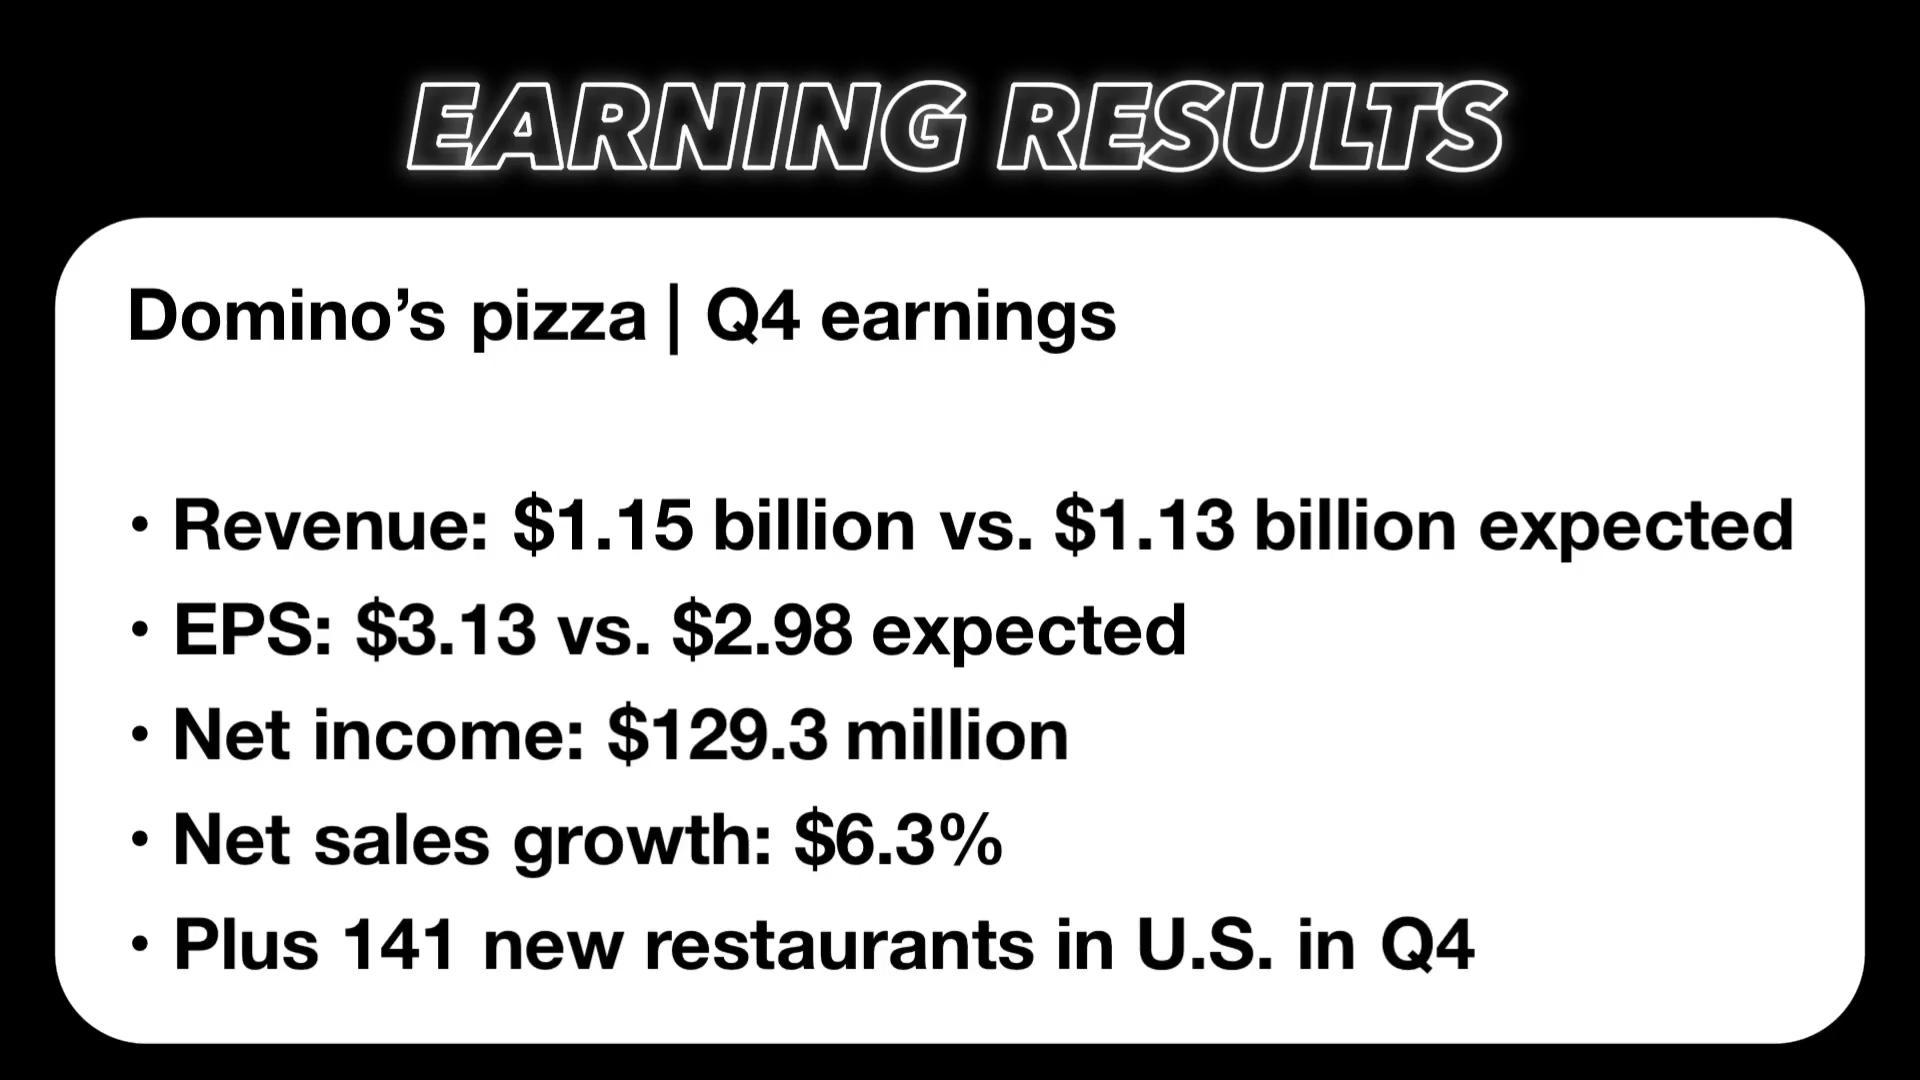 EARNING RESULTS
Domino’s pizza | Q4 earnings
• Revenue: $1.15 billion vs. $1.13 billion expected
• EPS: $3.13 vs. $2.98 expected
• Net income: $129.3 million
• Net sales growth: $6.3%
• Plus 141 new restaurants in U.S. in Q4